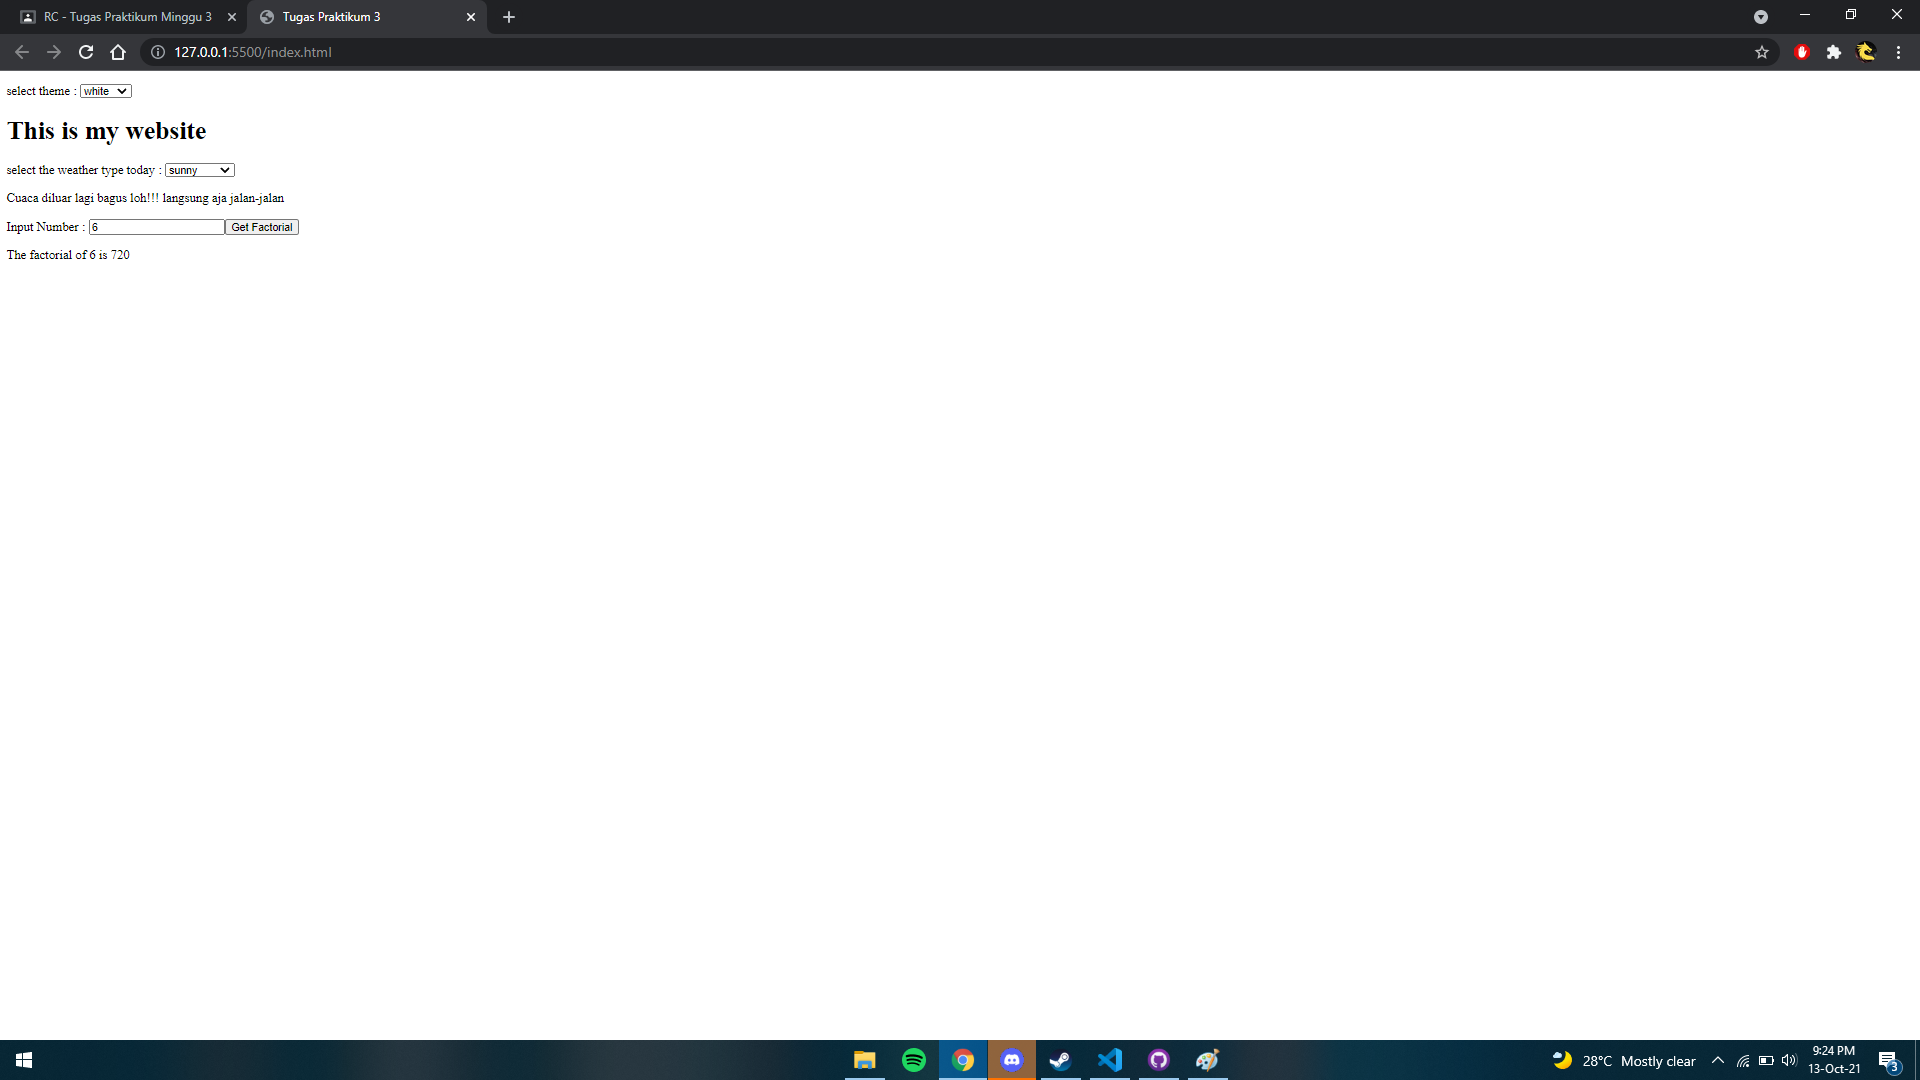 RC - Tugas Praktikum Minggu 3
Tugas Praktikum 3
127.0.0.1:5500/index.html
select theme : white
This is my website
select the weather type today : sunny
Cuaca diluar lagi bagus loh!!! langsung aja jalan-jalan
Input Number : 6 Get Factorial
The factorial of 6 is 720
28°C Mostly clear
9:24 PM
13-Oct-21
3